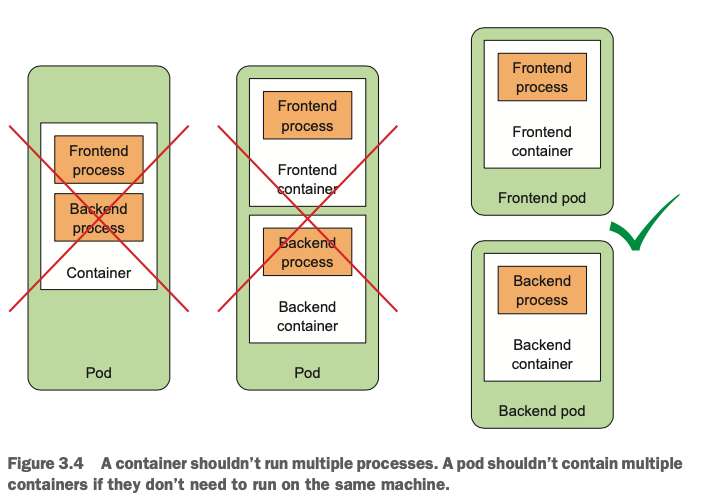 Frontend
process
Backend
process
Container
Pod
Frontend
process
Frontend
container
Backend
process
Backend
container
Pod
Frontend
process
Frontend
container
Frontend pod
Backend
process
Backend
container
Backend pod
Figure 3.4 A container shouldn't run multiple processes. A pod shouldn't contain multiple
containers if they don't need to run on the same machine.